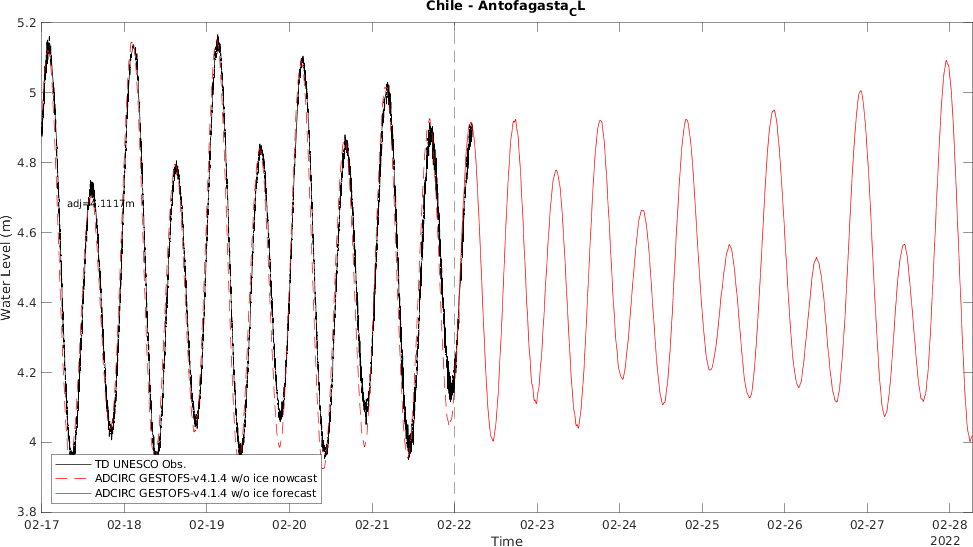 Chile - Antofagasta_CL
5.2
5
4.8
4.6
4.4
4.2
4
3.8
Water Level (m)
adj=4.1117m
TD UNESCO Obs.
ADCIRC GESTOFS-v4.1.4 w/o ice nowcast
ADCIRC GESTOFS-v4.1.4 w/o ice forecast
02-17 02-18 02-19 02-20 02-21 02-22 02-23 02-24 02-25 02-26 02-27 02-28
Time
2022